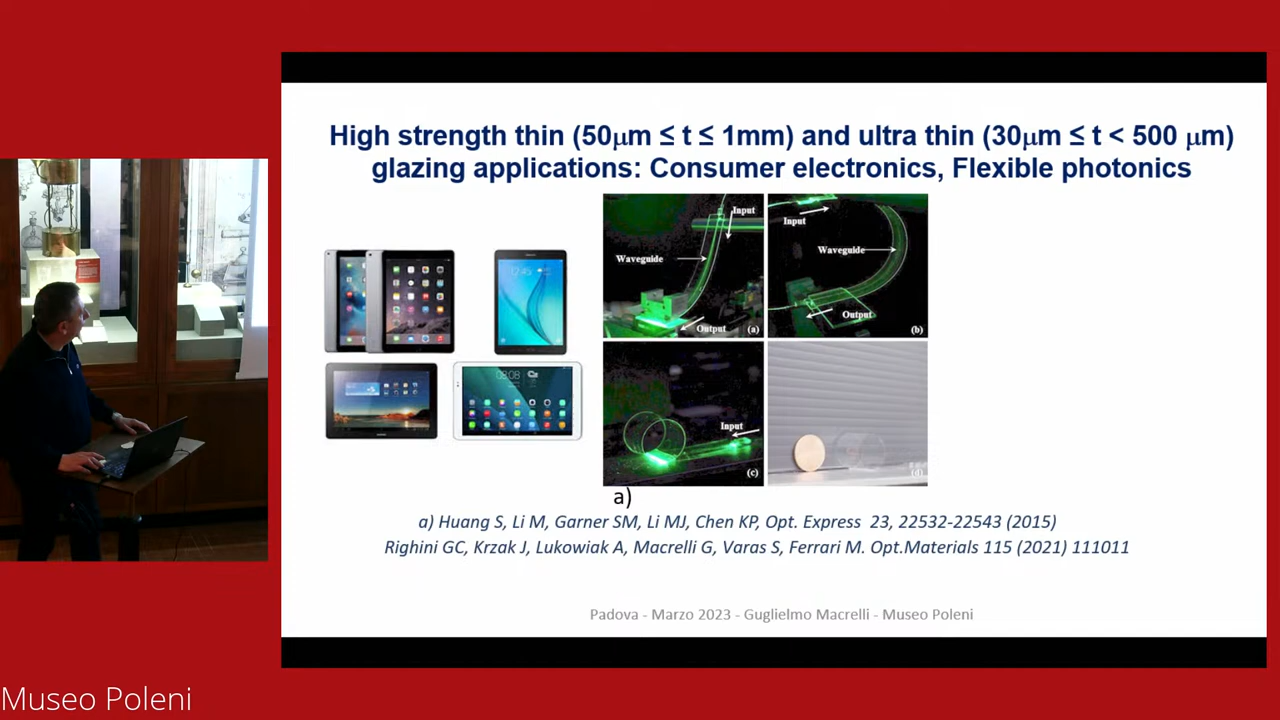 High strength thin (50μm ≤ t ≤ 1mm) and ultra thin (30μm ≤ t < 500 μm)
glazing applications: Consumer electronics, Flexible photonics
Input
Waveguide
Output
(a)
Input
Waveguide
Output
(b)
Input
(c)
(d)
a)
a) Huang S, Li M, Garner SM, Li MJ, Chen KP, Opt. Express 23, 22532-22543 (2015)
Righini GC, Krzak J, Lukowiak A, Macrelli G, Varas S, Ferrari M. Opt.Materials 115 (2021) 111011
Padova - Marzo 2023 - Guglielmo Macrelli - Museo Poleni
Museo Poleni